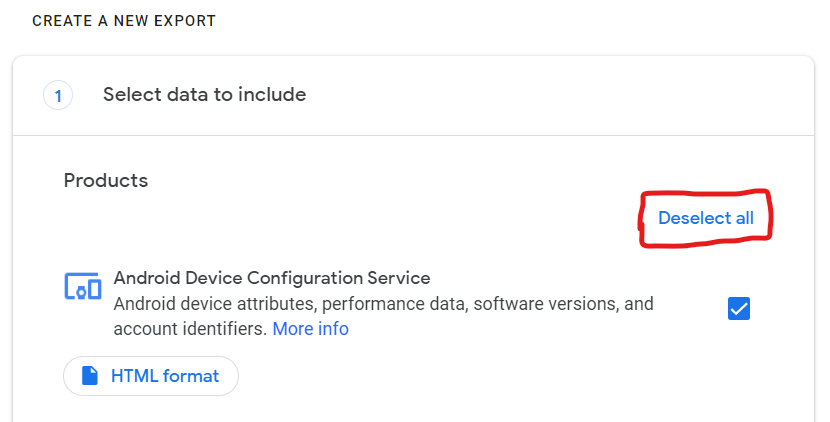 CREATE A NEW EXPORT
1 Select data to include
Products
Deselect all
Android Device Configuration Service
Android device attributes, performance data, software versions, and
account identifiers. More info
HTML format